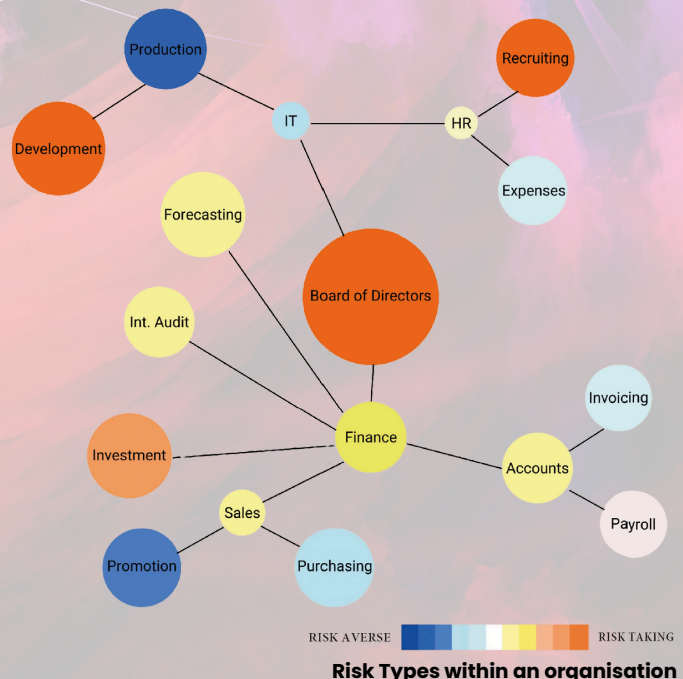 Production
Recruiting
IT
HR
Development
Expenses
Forecasting
Board of Directors
Int. Audit
Invoicing
Finance
Investment
Accounts
Sales
Payroll
Promotion
Purchasing
RISK AVERSE
RISK TAKING
Risk Types within an organisation